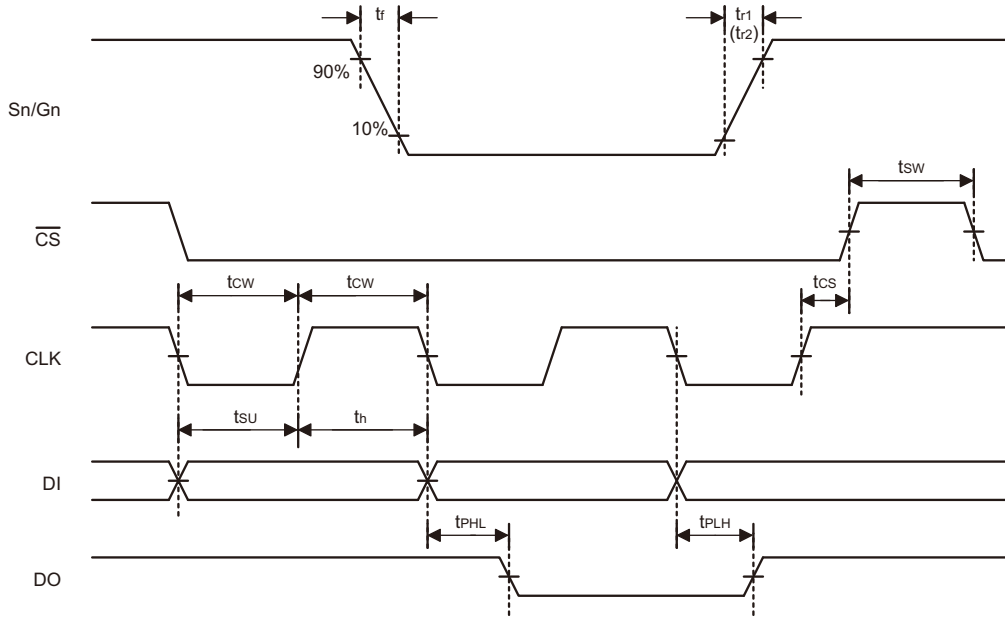 tf
tr1
(tr2)
90%
Sn/Gn
10%
tSW
CS
tCW
tCW
tCS
CLK
tSU
th
DI
tPHL
tPLH
DO